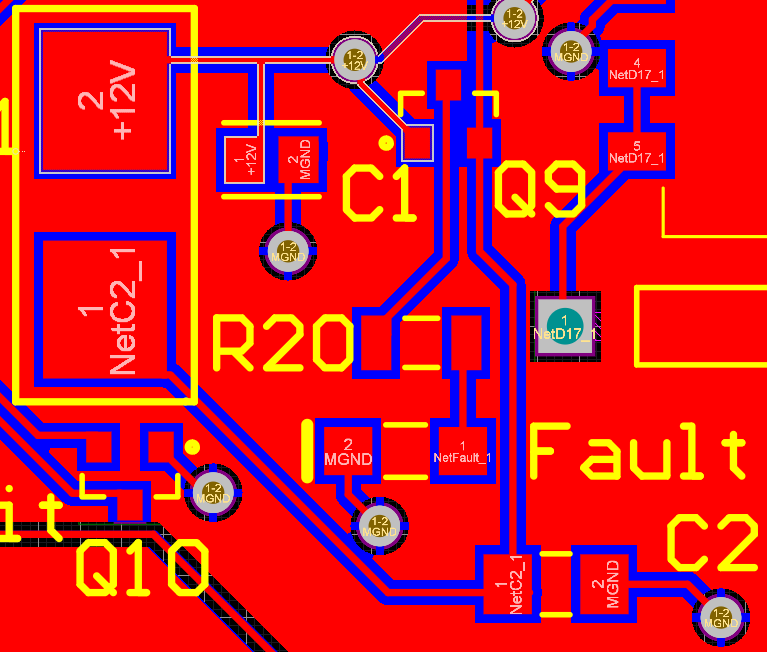 1-2
+12V
1-2
+12V
1-2
MGND
4
NetD17_1
5
NetD17_1
2
+12V
1
1
+12V
2
MGND
C1
Q9
1-2
MGND
1
NetC2_1
R20
1
NetD17_1
2
MGND
1
NetFault_1
Fault
1-2
MGND
1-2
MGND
it
Q10
1
NetC2_1
2
MGND
C2
1-2
MGND